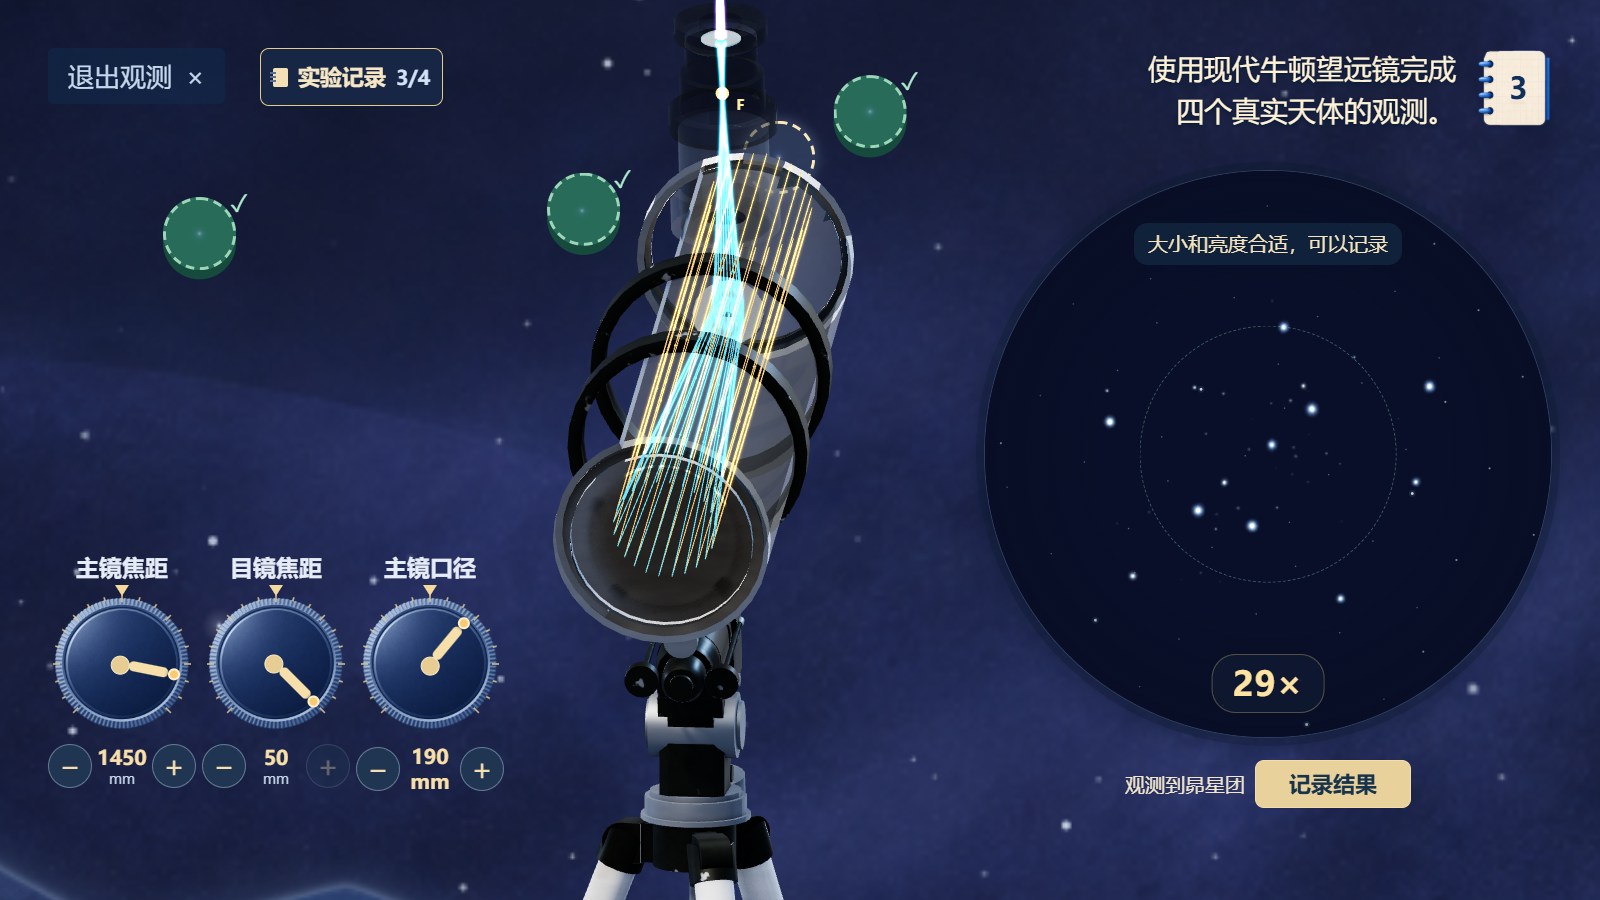 退出观测 ×
实验记录 3/4
使用现代牛顿望远镜完成
四个真实天体的观测。
3
F
大小和亮度合适，可以记录
29×
观测到昴星团
记录结果
主镜焦距
目镜焦距
主镜口径
− 1450 mm +
− 50 mm +
− 190 mm +